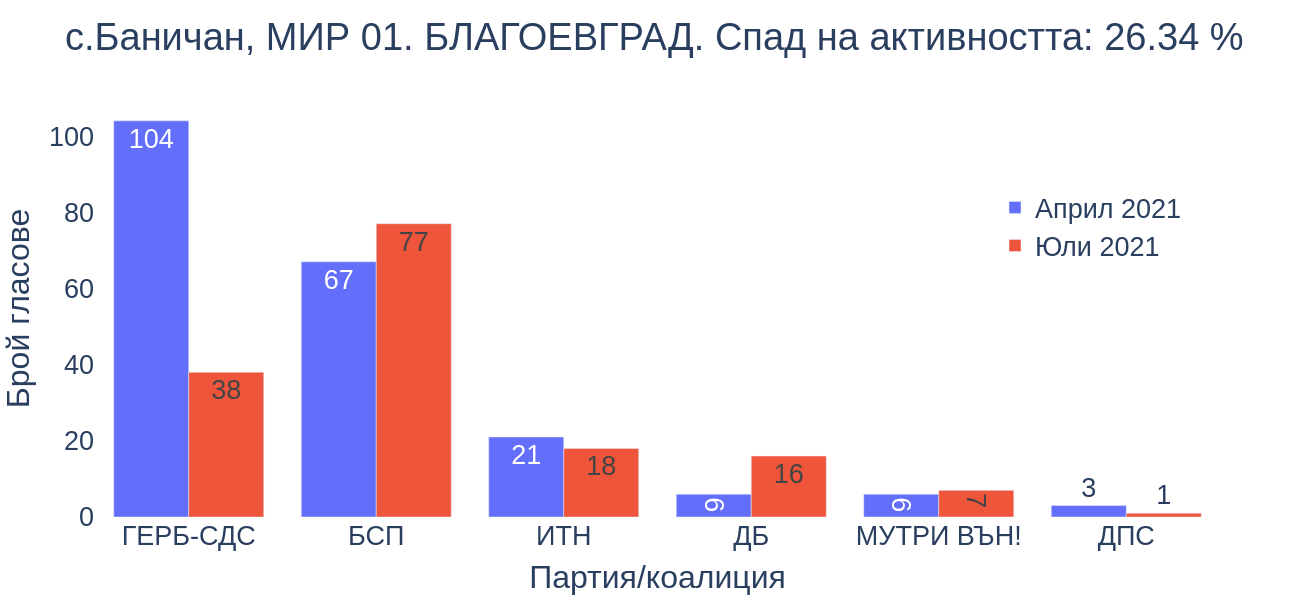 с.Баничан, МИР 01. БЛАГОЕВГРАД. Спад на активността: 26.34 %
Брой гласове
100
80
60
40
20
0
104
38
67
77
21
18
6
16
6
7
3
1
Април 2021
Юли 2021
ГЕРБ-СДС
БСП
ИТН
ДБ
МУТРИ ВЪН!
ДПС
Партия/коалиция